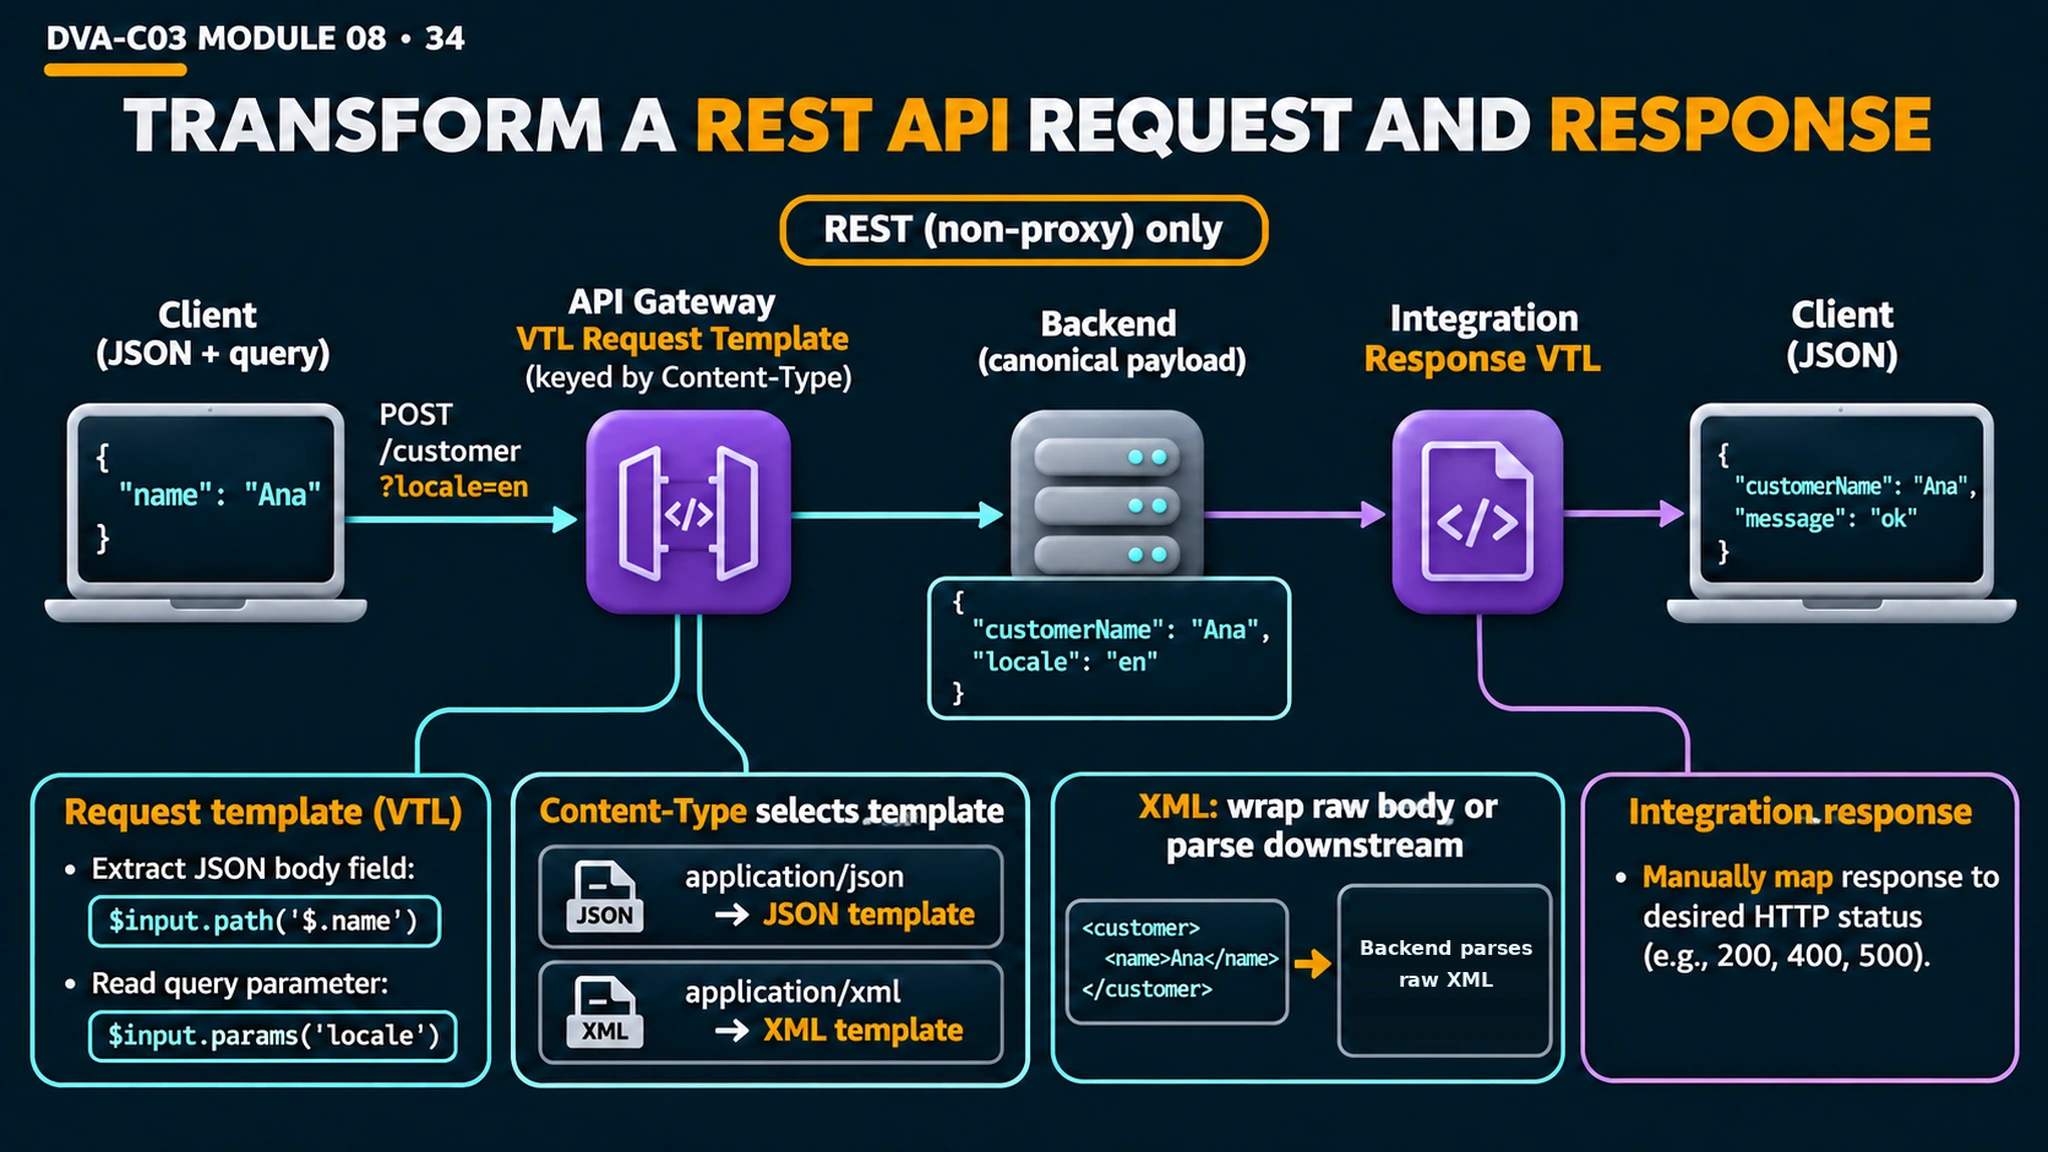 DVA-C03 MODULE 08 • 34
TRANSFORM A REST API REQUEST AND RESPONSE
REST (non-proxy) only
Client
(JSON + query)
{
"name": "Ana"
}
POST
/customer
?locale=en
API Gateway
VTL Request Template
(keyed by Content-Type)
</>
Backend
(canonical payload)
{
"customerName": "Ana",
"locale": "en"
}
Integration
Response VTL
</>
Client
(JSON)
{
"customerName": "Ana",
"message": "ok"
}
Request template (VTL)
• Extract JSON body field:
$input.path('$.name')
• Read query parameter:
$input.params('locale')
Content-Type selects template
JSON
application/json
→ JSON template
XML
application/xml
→ XML template
XML: wrap raw body or
parse downstream
<customer>
<name>Ana</name>
</customer>
Backend parses
raw XML
Integration response
• Manually map response to
desired HTTP status
(e.g., 200, 400, 500).